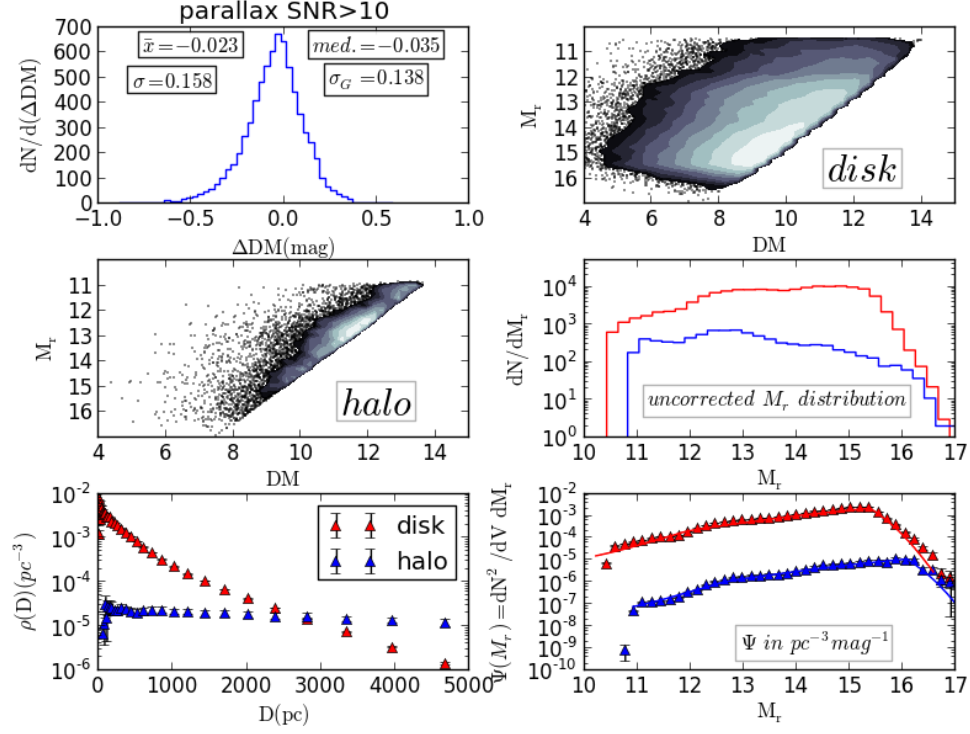 parallax SNR>10
x̄=−0.023
med.=−0.035
σ=0.158
σ_G=0.138
dN/d(ΔDM)
700
600
500
400
300
200
100
0
−1.0 −0.5 0.0 0.5 1.0
ΔDM(mag)
M_r
11
12
13
14
15
16
disk
4 6 8 10 12 14
DM
M_r
11
12
13
14
15
16
halo
4 6 8 10 12 14
DM
dN/dM_r
10^4
10^3
10^2
10^1
10^0
uncorrected M_r distribution
10 11 12 13 14 15 16 17
M_r
ρ(D)(pc^−3)
10^−2
10^−3
10^−4
10^−5
10^−6
disk
halo
0 1000 2000 3000 4000 5000
D(pc)
Ψ(M_r)=dN^2/dV dM_r
10^−2
10^−3
10^−4
10^−5
10^−6
10^−7
10^−8
10^−9
10^−10
Ψ in pc^−3 mag^−1
10 11 12 13 14 15 16 17
M_r